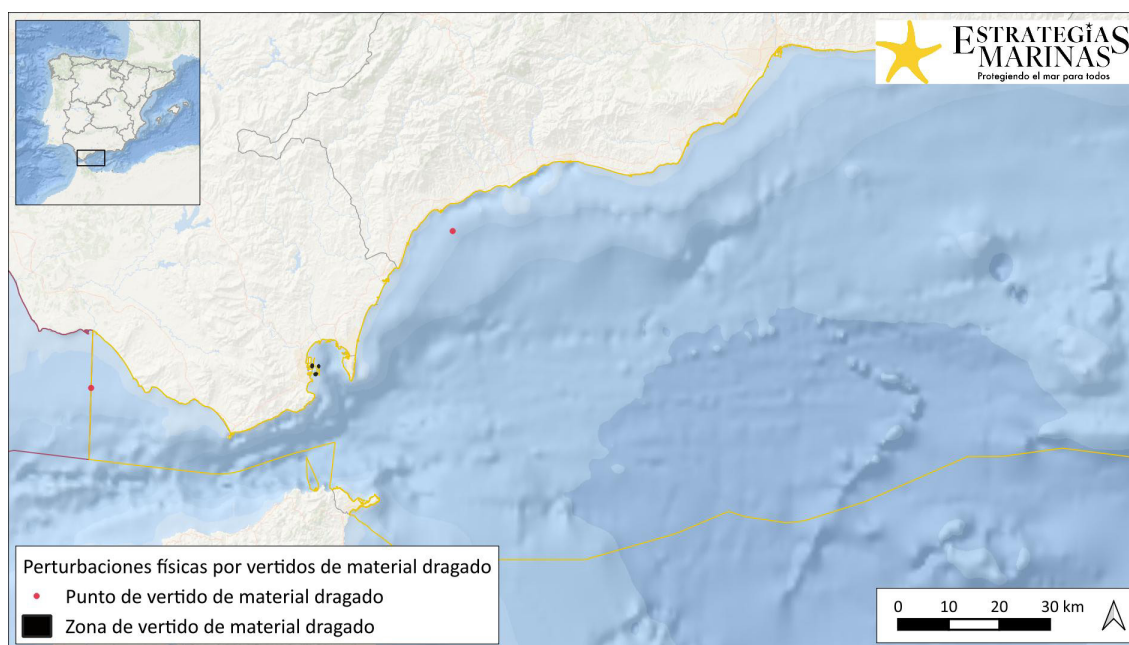 ESTRATEGIAS
MARINAS
Protegiendo el mar para todos
Perturbaciones físicas por vertidos de material dragado
Punto de vertido de material dragado
Zona de vertido de material dragado
0 10 20 30 km